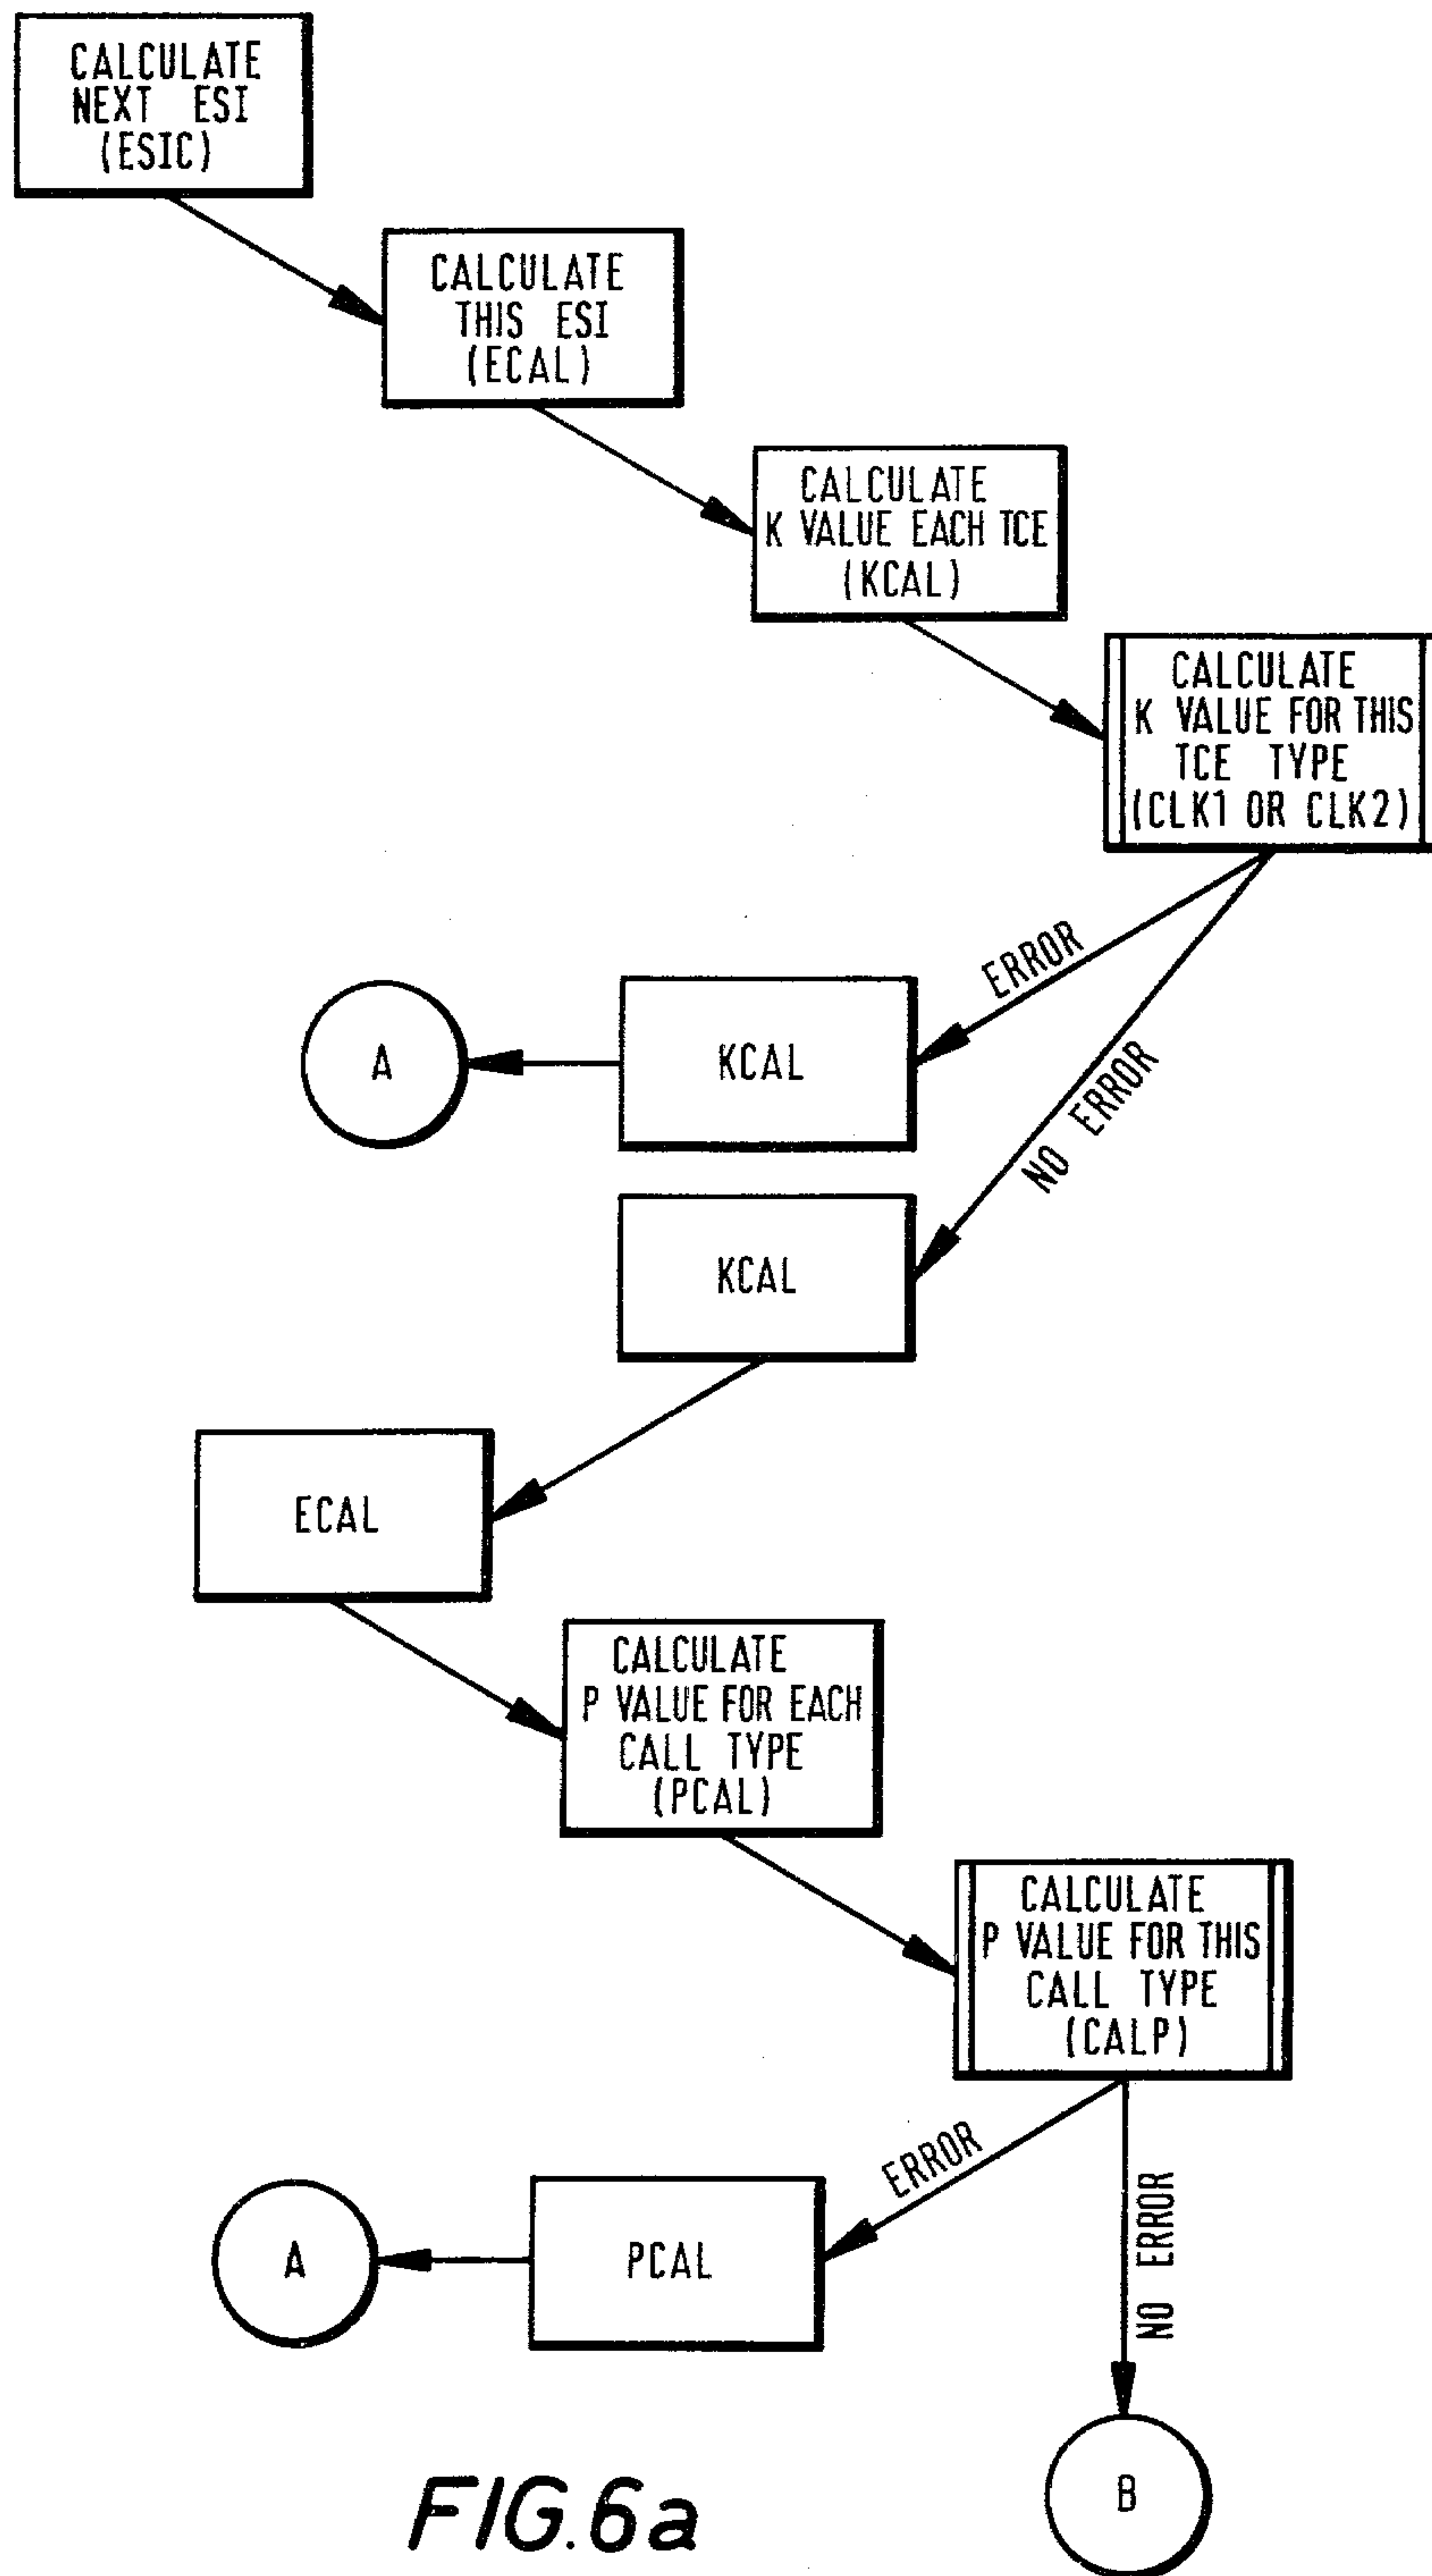 CALCULATE
NEXT ESI
(ESIC)
CALCULATE
THIS ESI
(ECAL)
CALCULATE
K VALUE EACH TCE
(KCAL)
CALCULATE
K VALUE FOR THIS
TCE TYPE
(CLK1 OR CLK2)
ERROR
A
KCAL
NO ERROR
KCAL
ECAL
CALCULATE
P VALUE FOR EACH
CALL TYPE
(PCAL)
CALCULATE
P VALUE FOR THIS
CALL TYPE
(CALP)
ERROR
NO ERROR
A
PCAL
B
FIG.6a